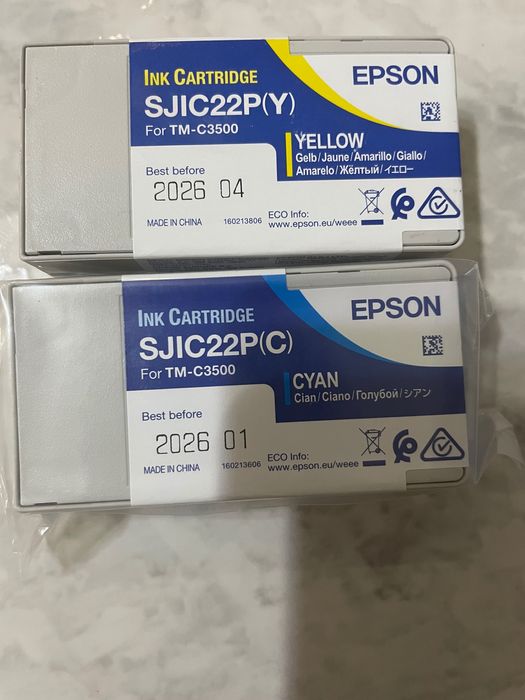 INK CARTRIDGE
SJIC22P(Y)
For TM-C3500
EPSON
YELLOW
Gelb/Jaune/Amarillo/Giallo/
Amarelo/Жёлтый/イエロー
Best before
2026 04
MADE IN CHINA 160213806
ECO Info:
www.epson.eu/weee
INK CARTRIDGE
SJIC22P(C)
For TM-C3500
EPSON
CYAN
Cian/Ciano/Голубой/シアン
Best before
2026 01
MADE IN CHINA 160213606
ECO Info:
www.epson.eu/weee